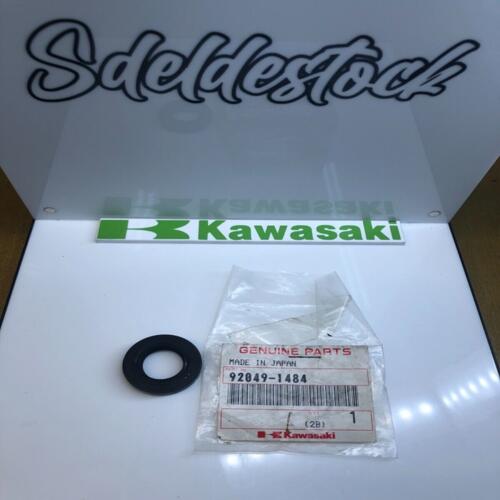 Sdeldestock
Kawasaki
GENUINE PARTS
MADE IN JAPAN
92049-1484
1
(2B)
Kawasaki